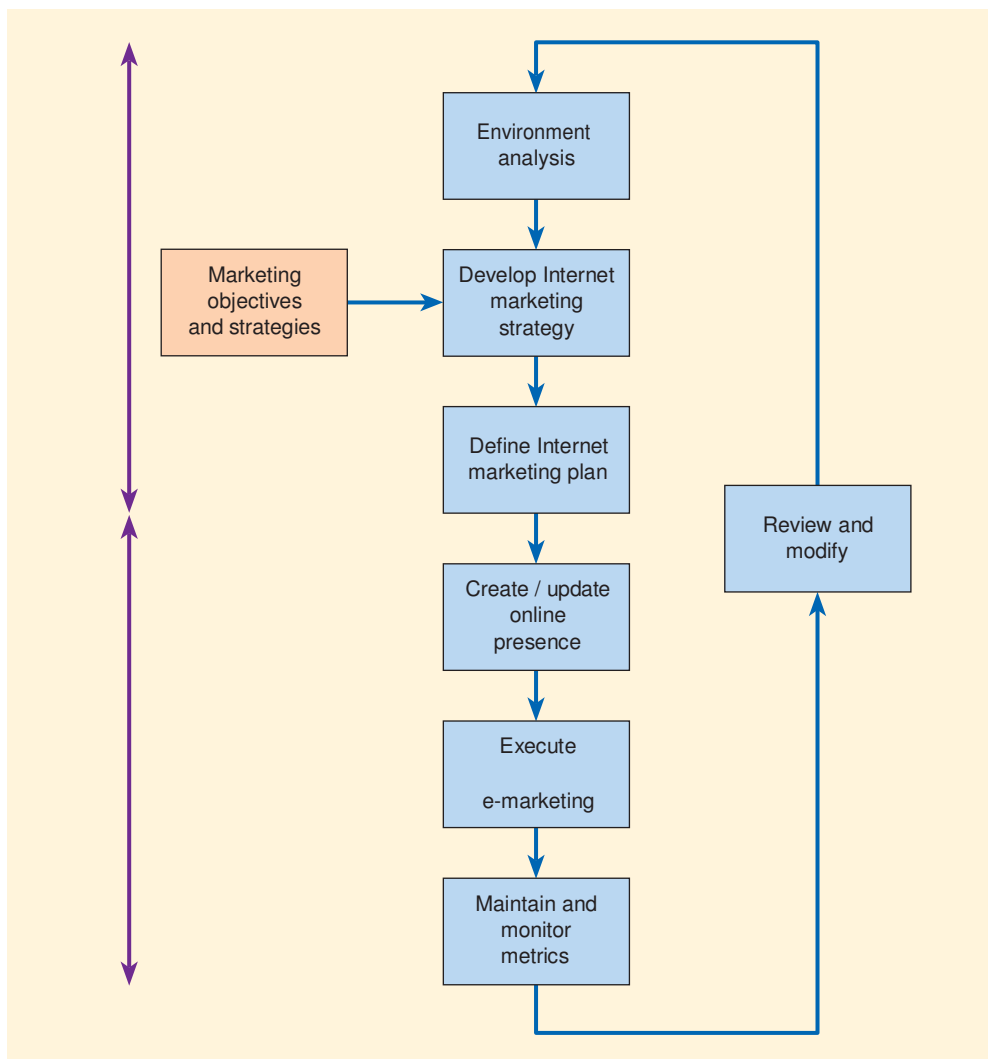 Environment
analysis
Marketing
objectives
and strategies
Develop Internet
marketing
strategy
Define Internet
marketing plan
Review and
modify
Create / update
online
presence
Execute
e-marketing
Maintain and
monitor
metrics